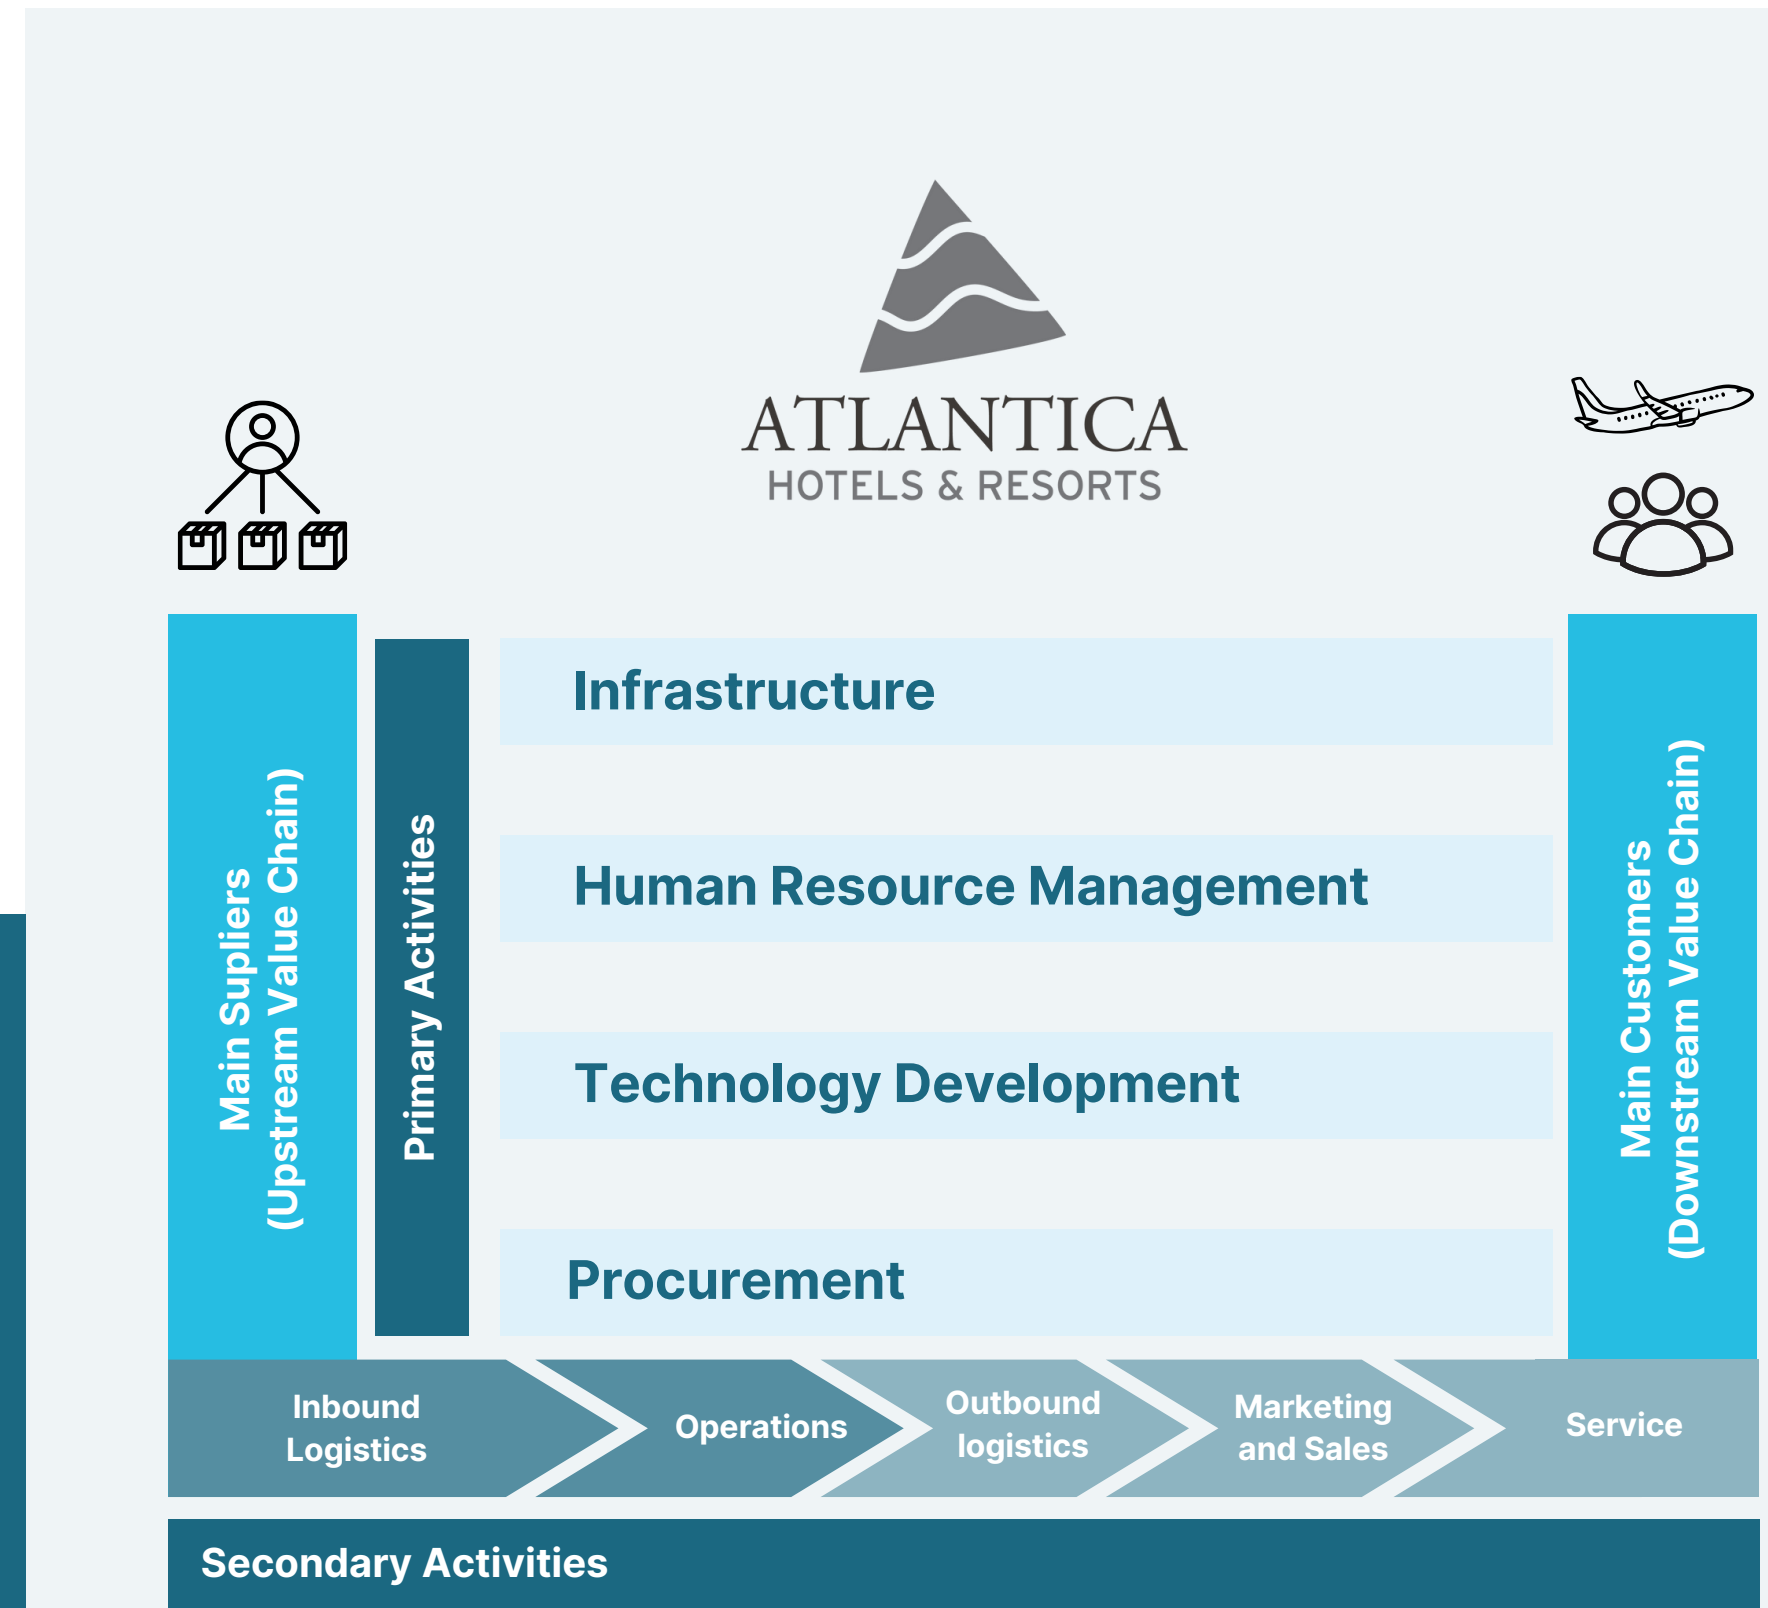 ATLANTICA
HOTELS & RESORTS
Main Supliers
(Upstream Value Chain)
Primary Activities
Infrastructure
Human Resource Management
Technology Development
Procurement
Main Customers
(Downstream Value Chain)
Inbound
Logistics
Operations
Outbound
logistics
Marketing
and Sales
Service
Secondary Activities